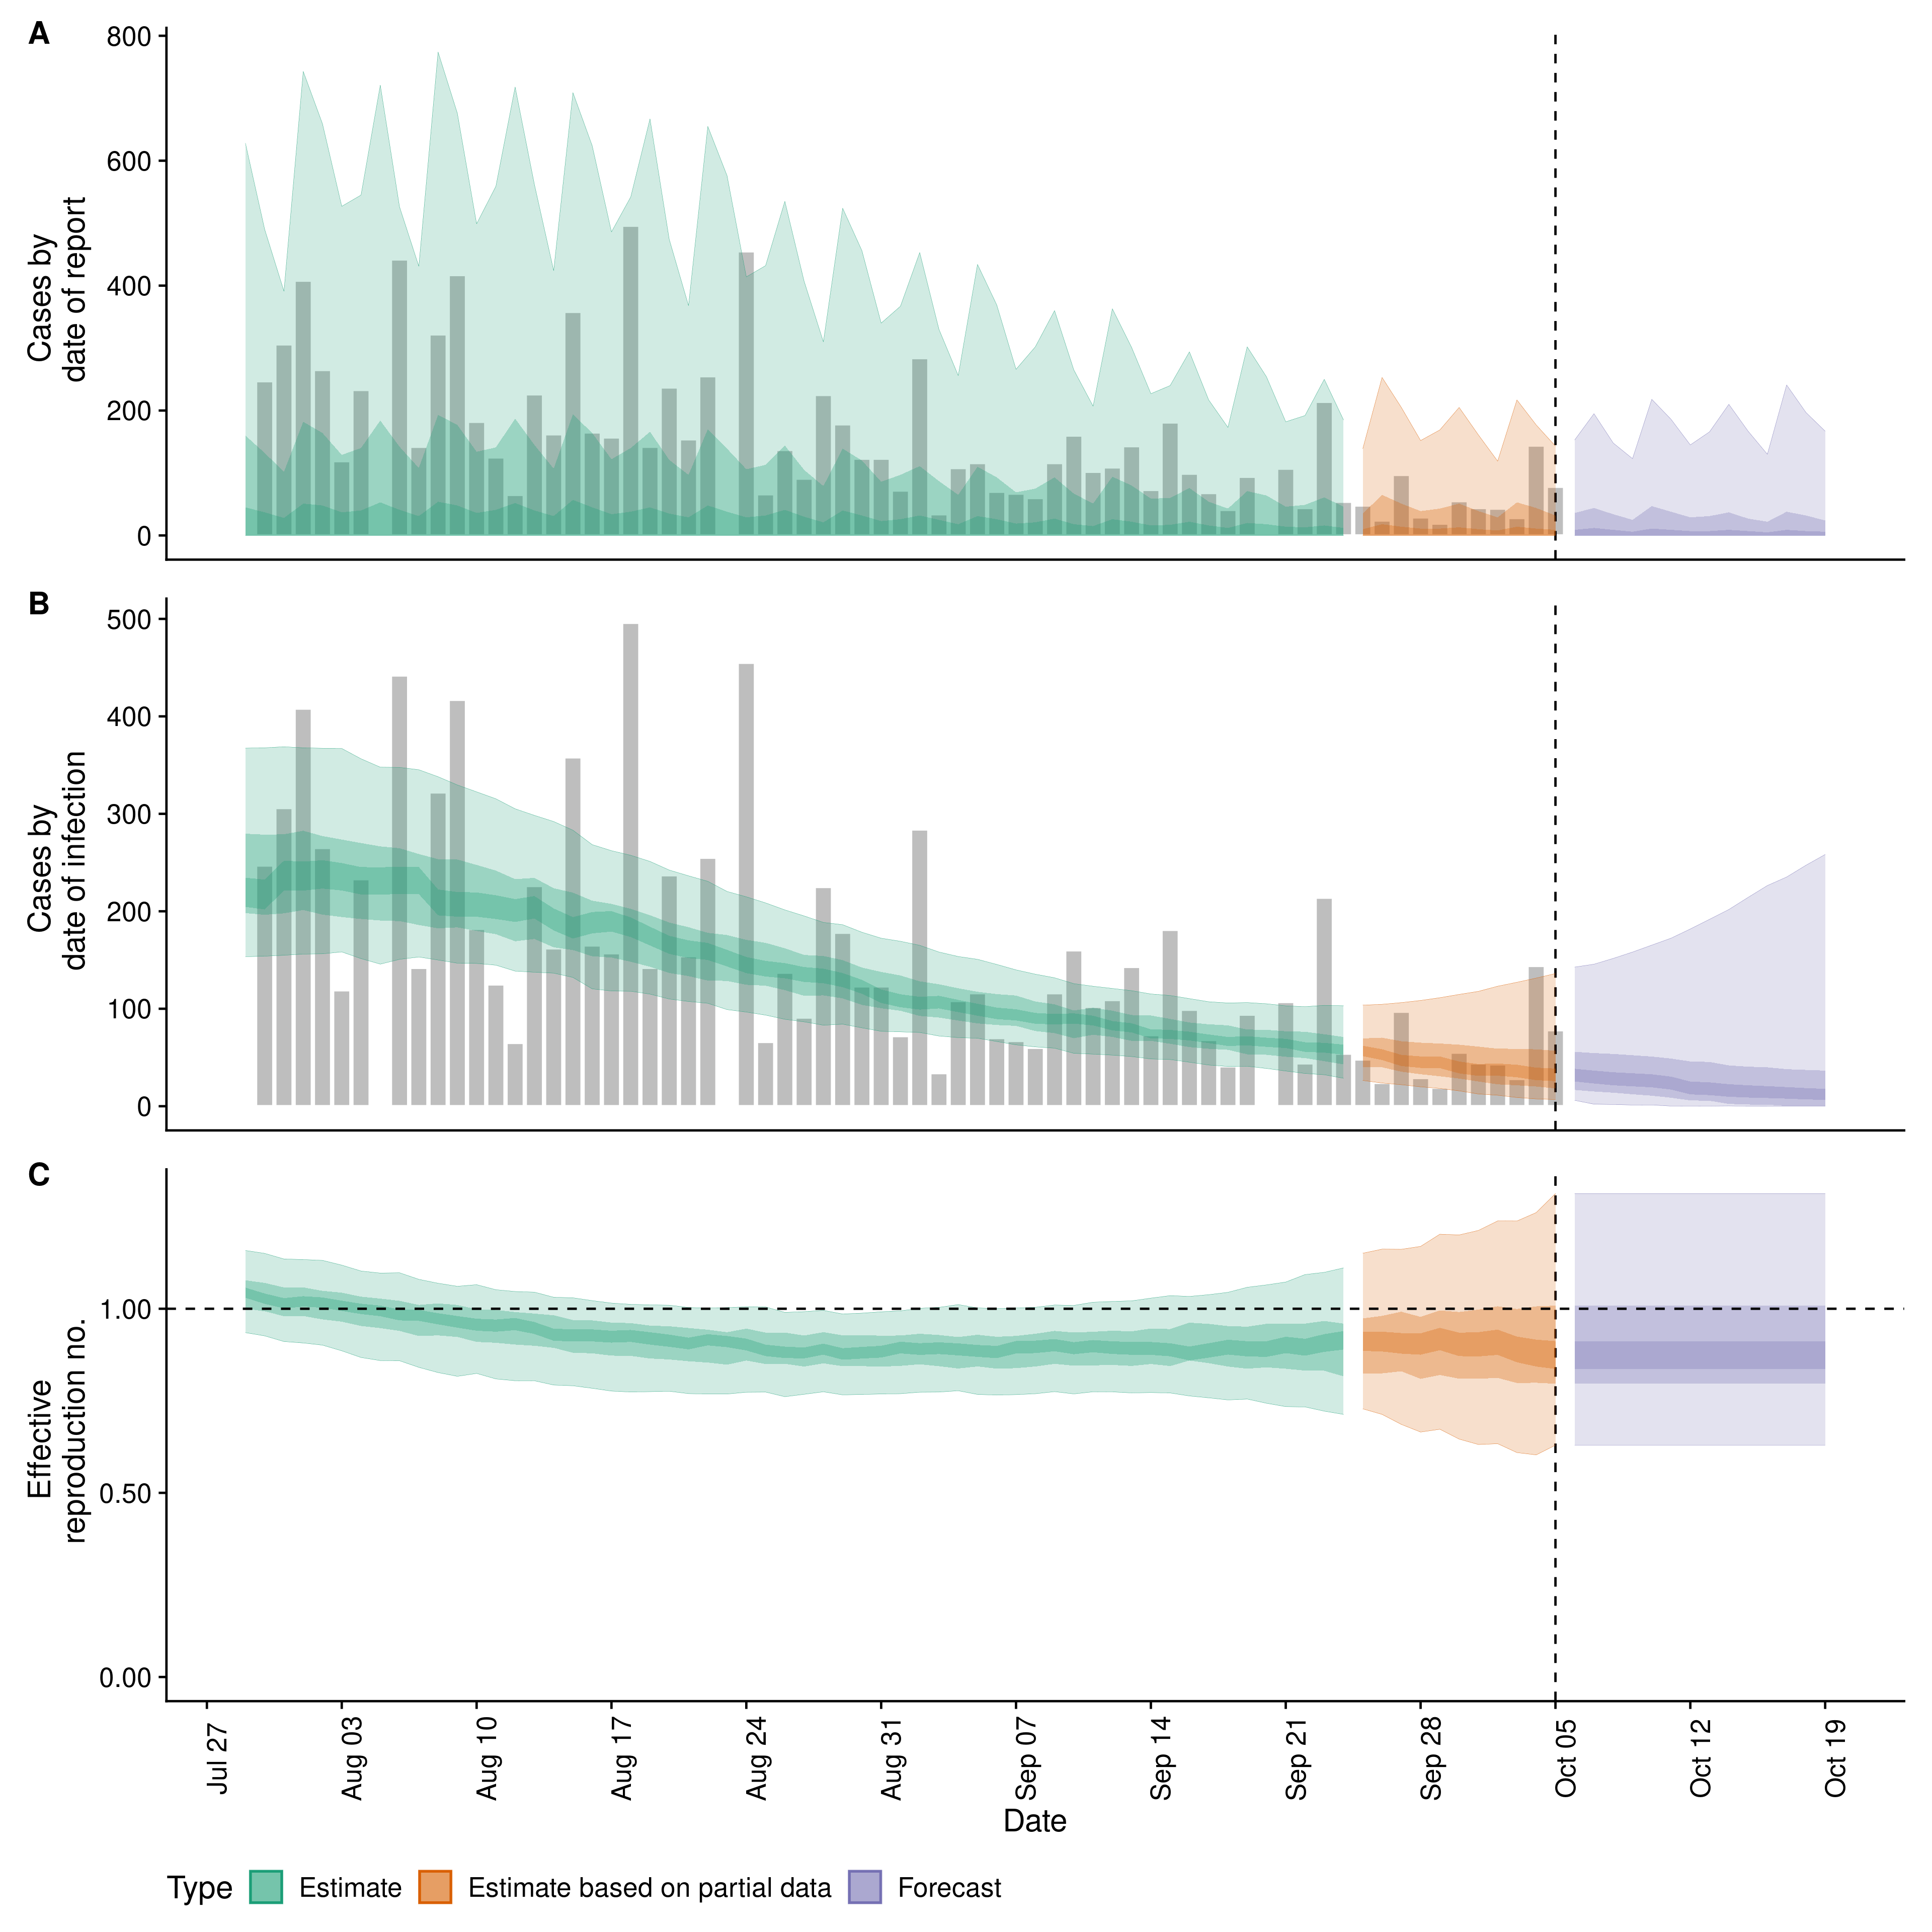 A
Cases by
date of report
800
600
400
200
0
B
Cases by
date of infection
500
400
300
200
100
0
C
Effective
reproduction no.
1.00
0.50
0.00
Jul 27
Aug 03
Aug 10
Aug 17
Aug 24
Aug 31
Sep 07
Sep 14
Sep 21
Sep 28
Oct 05
Oct 12
Oct 19
Date
Type Estimate Estimate based on partial data Forecast